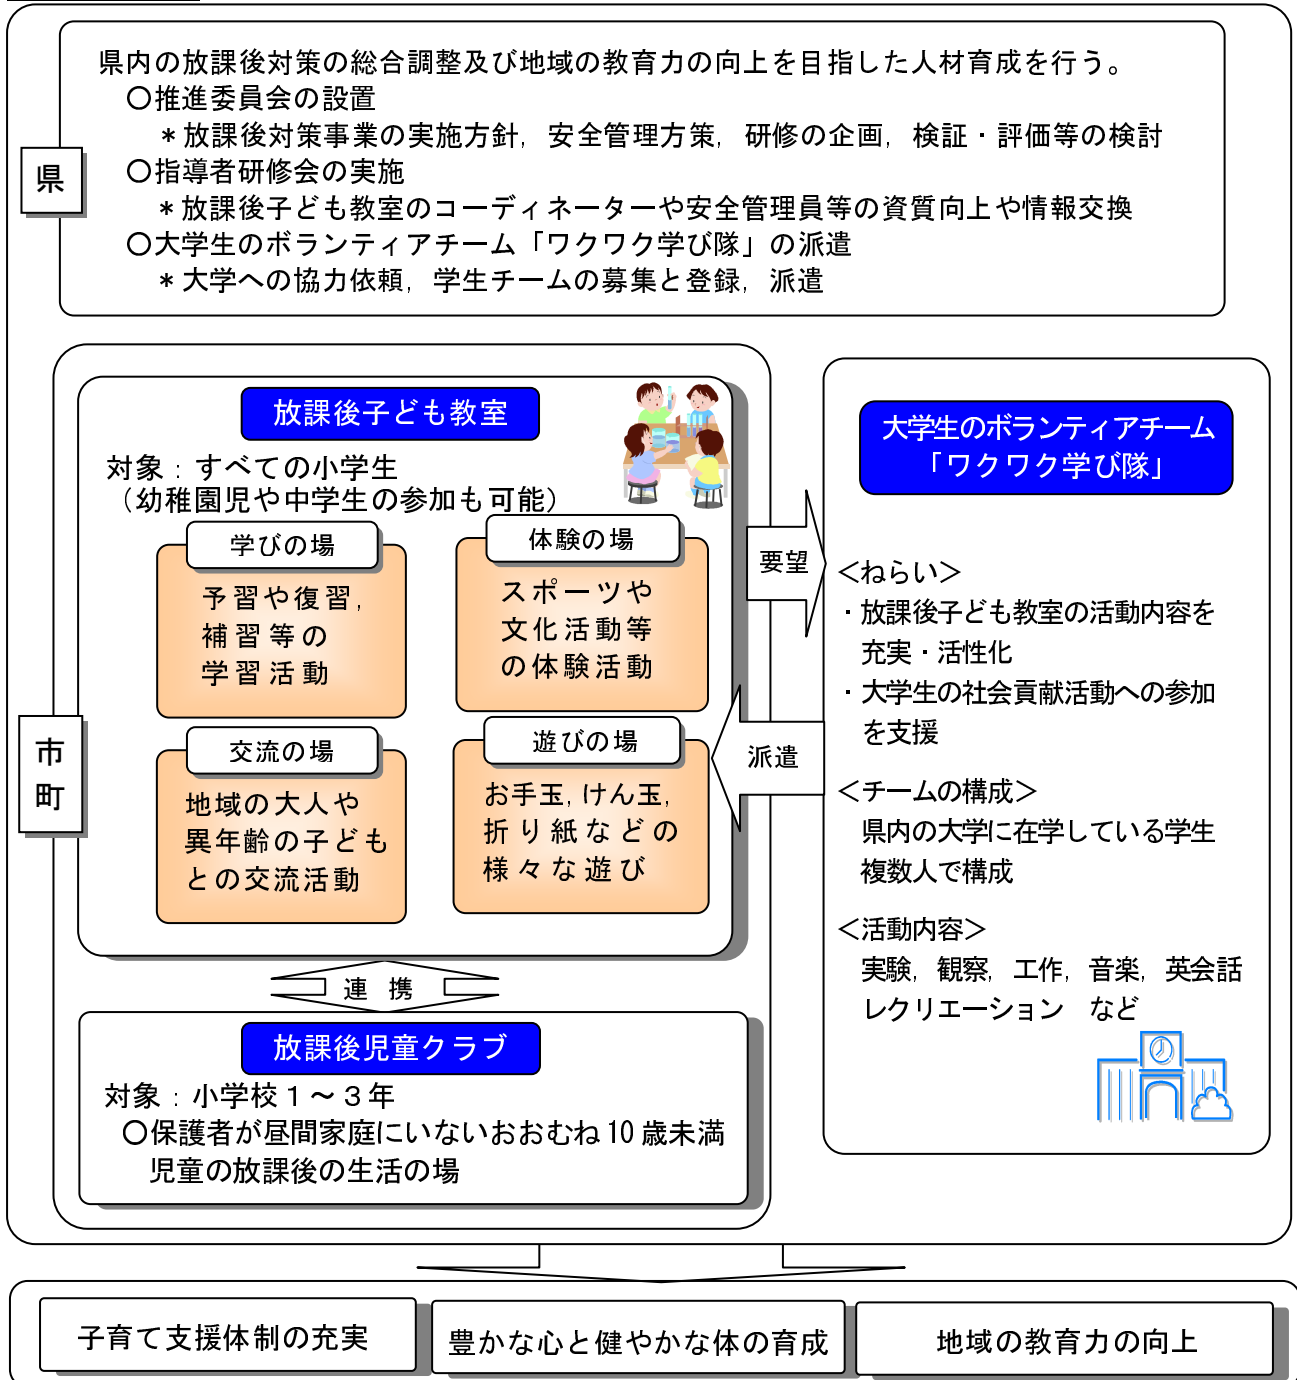 県内の放課後対策の総合調整及び地域の教育力の向上を目指した人材育成を行う。
○推進委員会の設置
＊放課後対策事業の実施方針，安全管理方策，研修の企画，検証・評価等の検討
県
○指導者研修会の実施
＊放課後子ども教室のコーディネーターや安全管理員等の資質向上や情報交換
○大学生のボランティアチーム「ワクワク学び隊」の派遣
＊大学への協力依頼，学生チームの募集と登録，派遣
市
町
放課後子ども教室
対象：すべての小学生
（幼稚園児や中学生の参加も可能）
学びの場
予習や復習，
補習等の
学習活動
体験の場
スポーツや
文化活動等
の体験活動
交流の場
地域の大人や
異年齢の子ども
との交流活動
遊びの場
お手玉，けん玉，
折り紙などの
様々な遊び
連 携
放課後児童クラブ
対象：小学校１～３年
○保護者が昼間家庭にいないおおむね10歳未満
児童の放課後の生活の場
要望
派遣
大学生のボランティアチーム
「ワクワク学び隊」
＜ねらい＞
・放課後子ども教室の活動内容を
充実・活性化
・大学生の社会貢献活動への参加
を支援
＜チームの構成＞
県内の大学に在学している学生
複数人で構成
＜活動内容＞
実験，観察，工作，音楽，英会話
レクリエーション　など
子育て支援体制の充実
豊かな心と健やかな体の育成
地域の教育力の向上